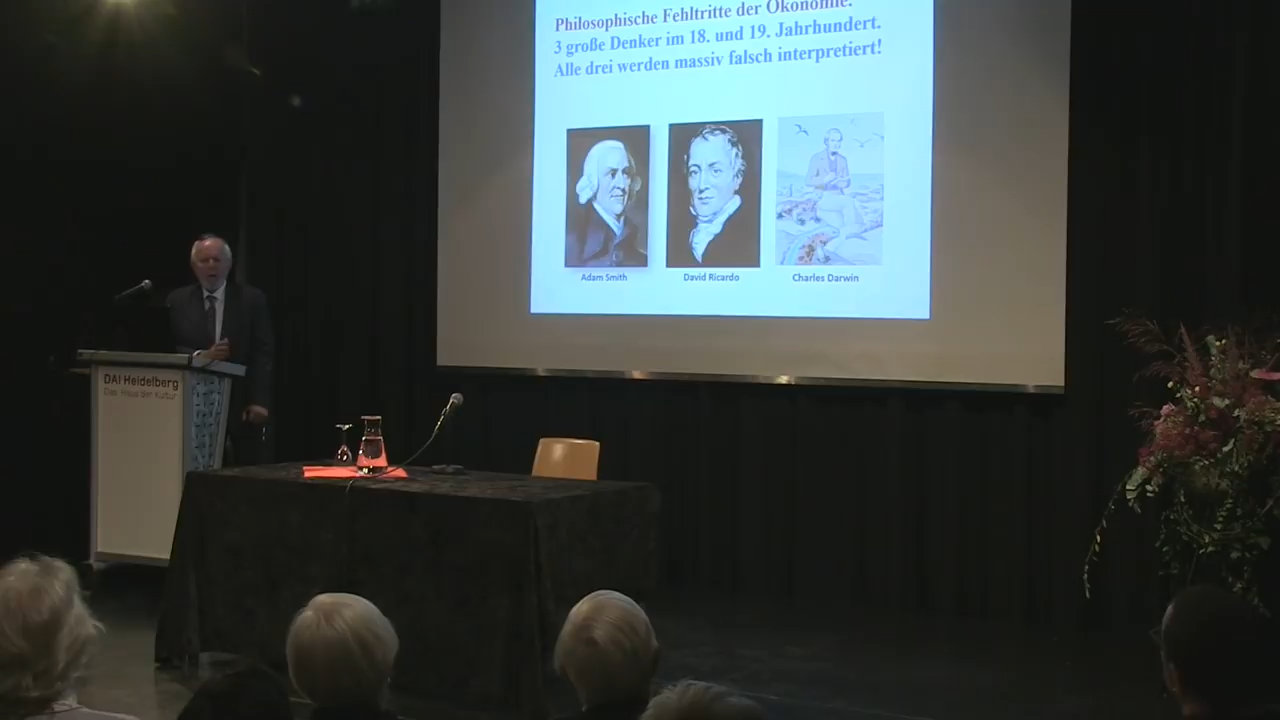 Philosophische Fehltritte der Ökonomie.
3 große Denker im 18. und 19. Jahrhundert.
Alle drei werden massiv falsch interpretiert!
Adam Smith
David Ricardo
Charles Darwin
DAI Heidelberg
Das Haus der Kultur